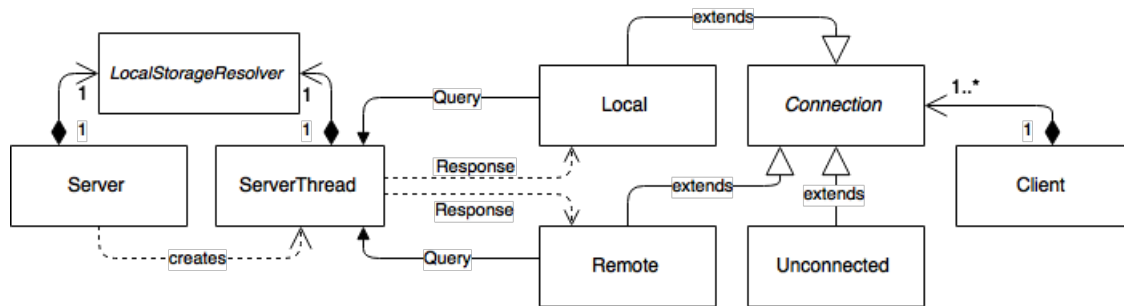 extends
LocalStorageResolver
1
1
Query
Local
Connection
1..*
1
1
1
Server
ServerThread
Response
Client
extends
extends
Response
creates
Query
Remote
Unconnected